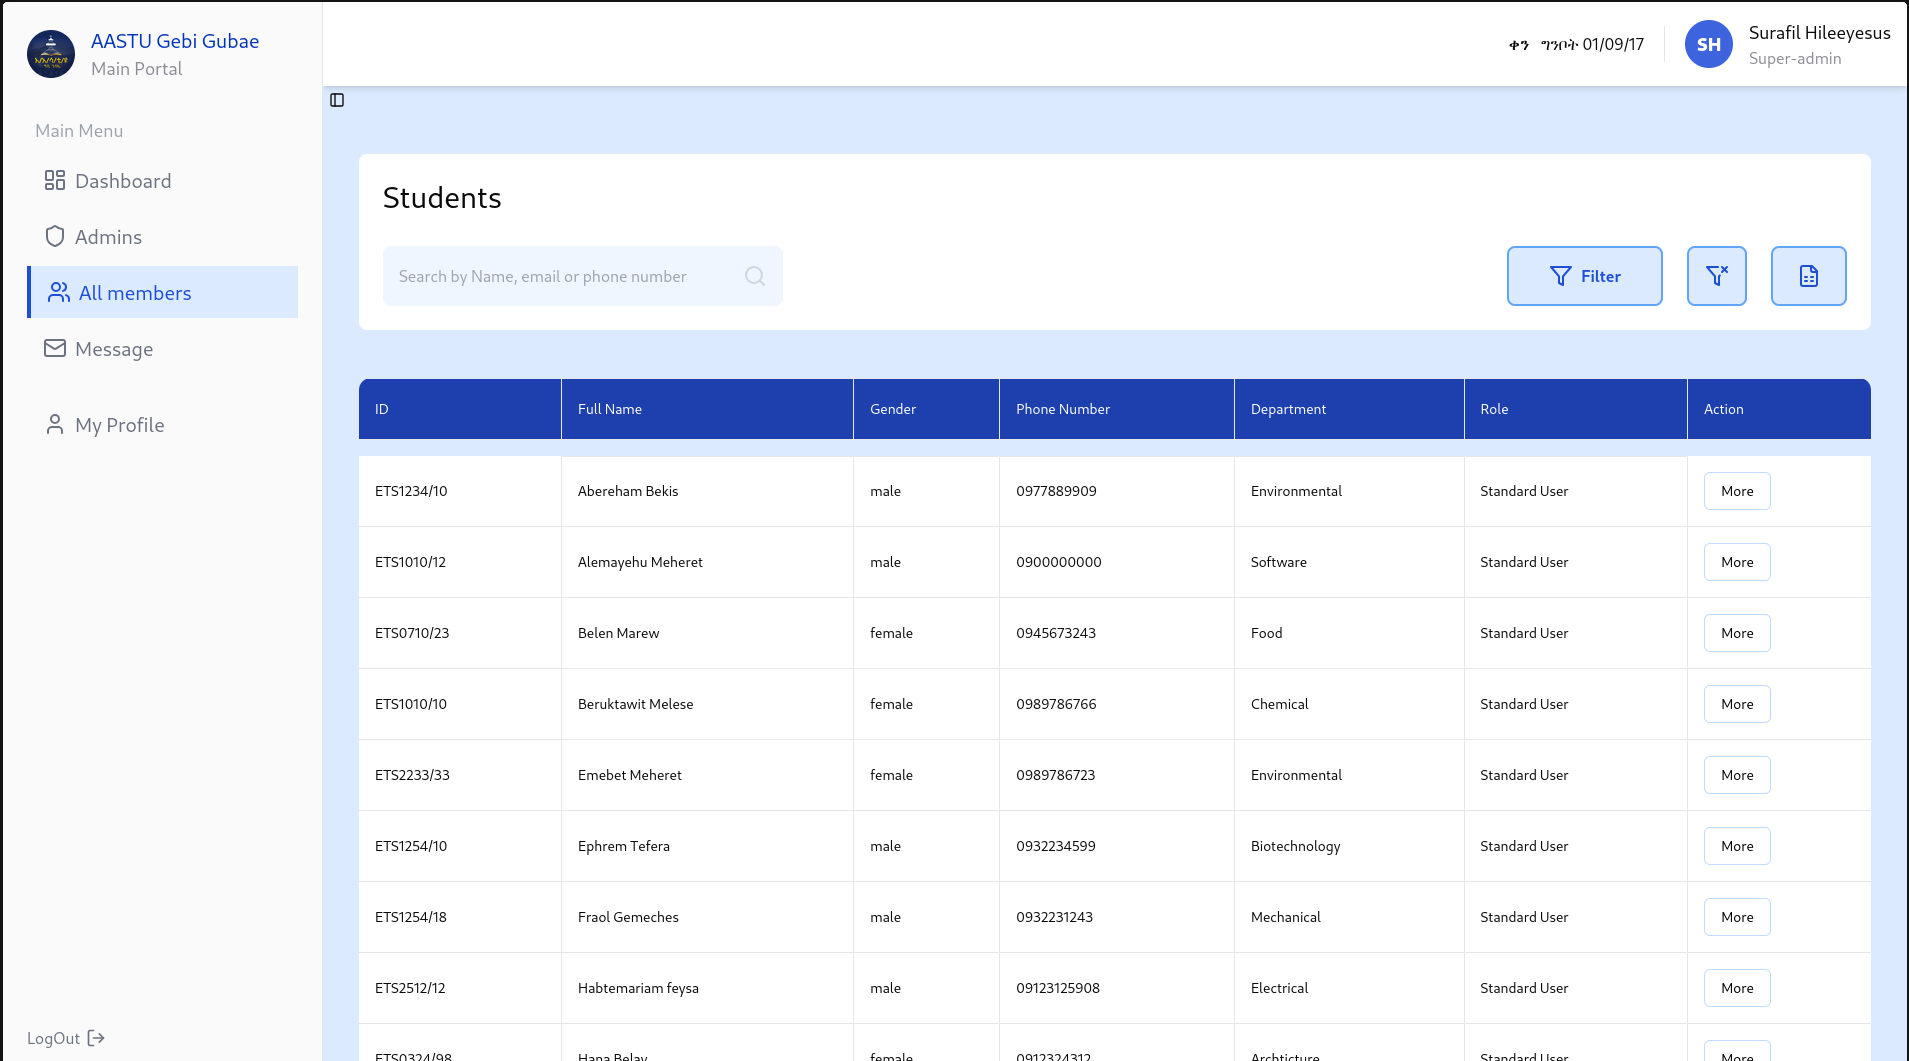 AASTU Gebi Gubae
Main Portal
ቀን ግንቦት 01/09/17
SH
Surafil Hileeyesus
Super-admin
Main Menu
Dashboard
Admins
All members
Message
My Profile
LogOut
Students
Search by Name, email or phone number
Filter
ID Full Name Gender Phone Number Department Role Action
ETS1234/10 Abereham Bekis male 0977889909 Environmental Standard User More
ETS1010/12 Alemayehu Meheret male 0900000000 Software Standard User More
ETS0710/23 Belen Marew female 0945673243 Food Standard User More
ETS1010/10 Beruktawit Melese female 0989786766 Chemical Standard User More
ETS2233/33 Emebet Meheret female 0989786723 Environmental Standard User More
ETS1254/10 Ephrem Tefera male 0932234599 Biotechnology Standard User More
ETS1254/18 Fraol Gemeches male 0932231243 Mechanical Standard User More
ETS2512/12 Habtemariam feysa male 09123125908 Electrical Standard User More
ETS0324/98 Hana Belay female 0912324312 Archticture Standard User More